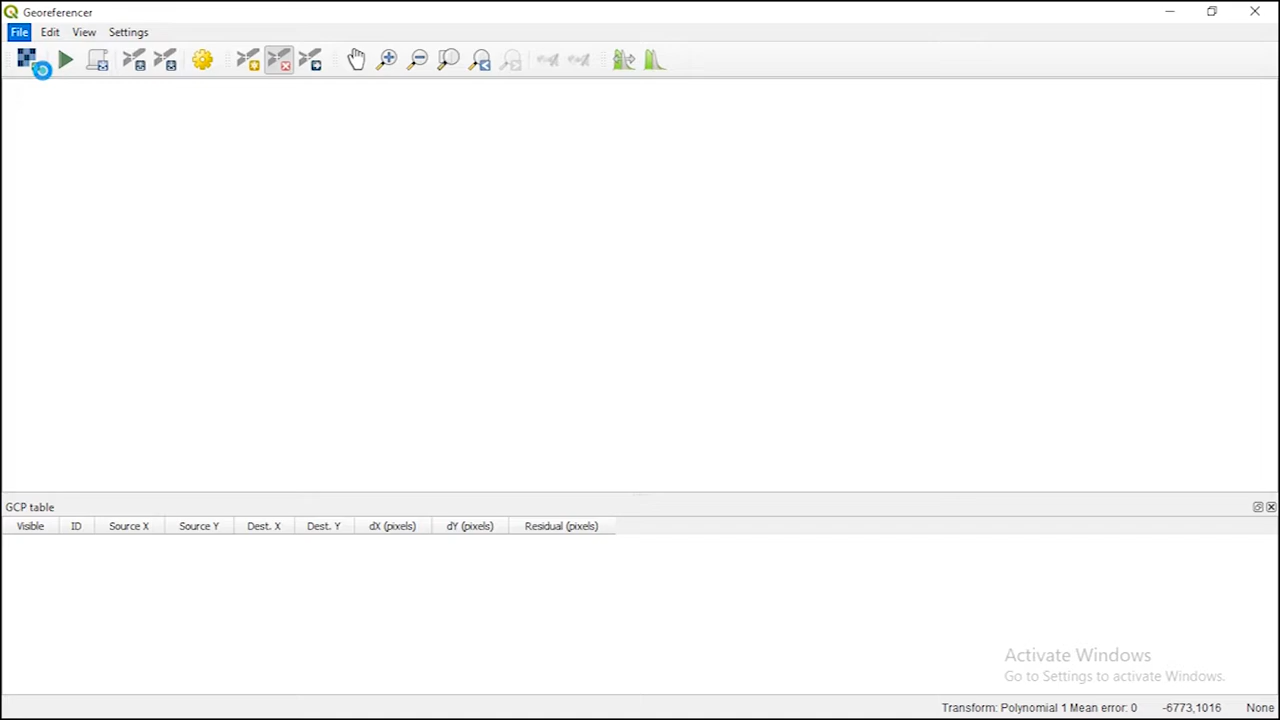 Georeferencer
File Edit View Settings
GCP table
Visible ID Source X Source Y Dest. X Dest. Y dX (pixels) dY (pixels) Residual (pixels)
Activate Windows
Go to Settings to activate Windows.
Transform: Polynomial 1 Mean error: 0 -6773,1016 None